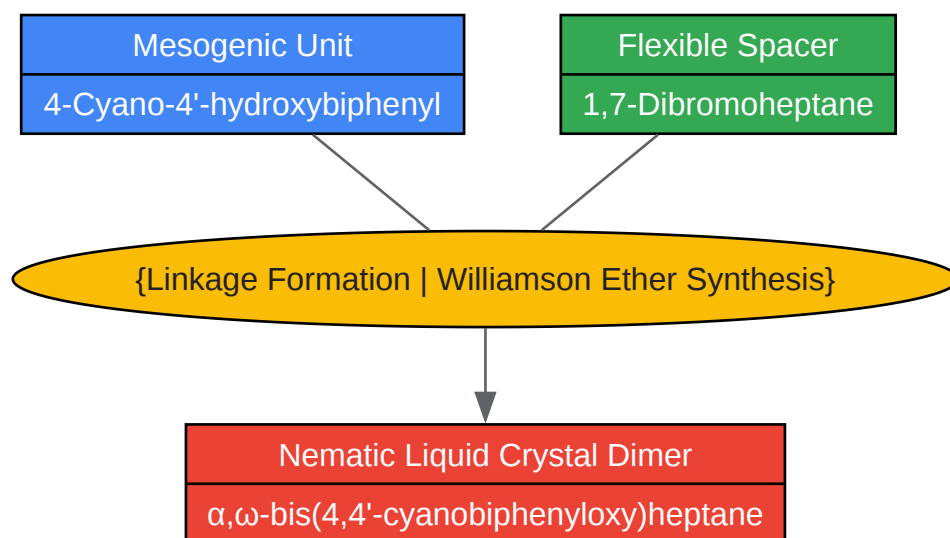 Mesogenic Unit
4-Cyano-4'-hydroxybiphenyl
Flexible Spacer
1,7-Dibromoheptane
{Linkage Formation | Williamson Ether Synthesis}
Nematic Liquid Crystal Dimer
α,ω-bis(4,4'-cyanobiphenyloxy)heptane